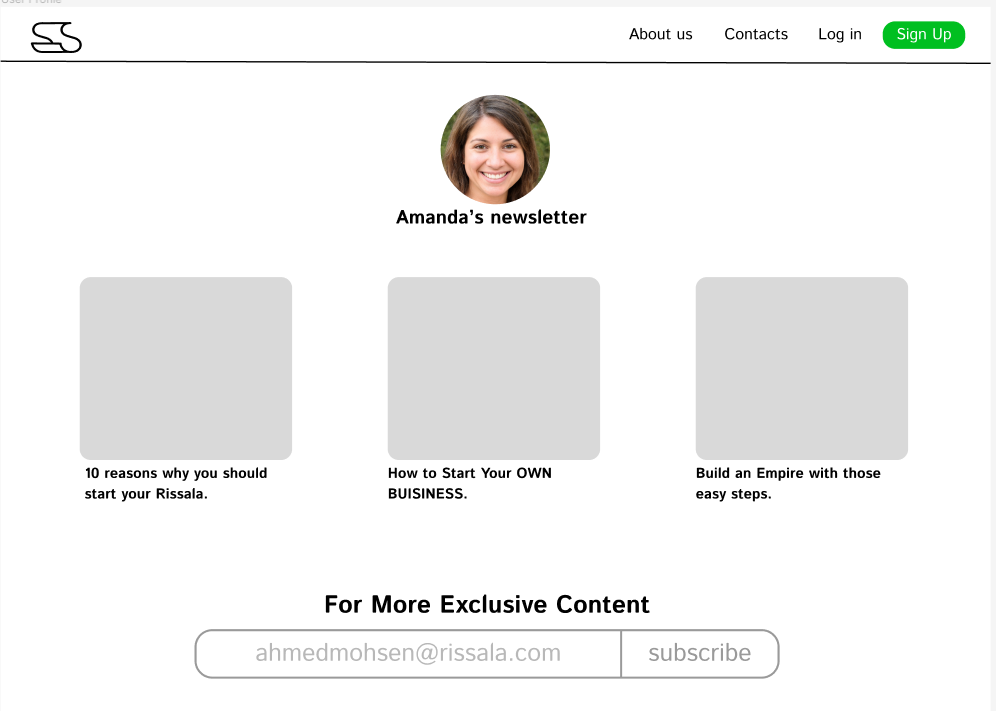 User Profile
About us Contacts Log in Sign Up
Amanda’s newsletter
10 reasons why you should
start your Rissala.
How to Start Your OWN
BUISINESS.
Build an Empire with those
easy steps.
For More Exclusive Content
ahmedmohsen@rissala.com subscribe